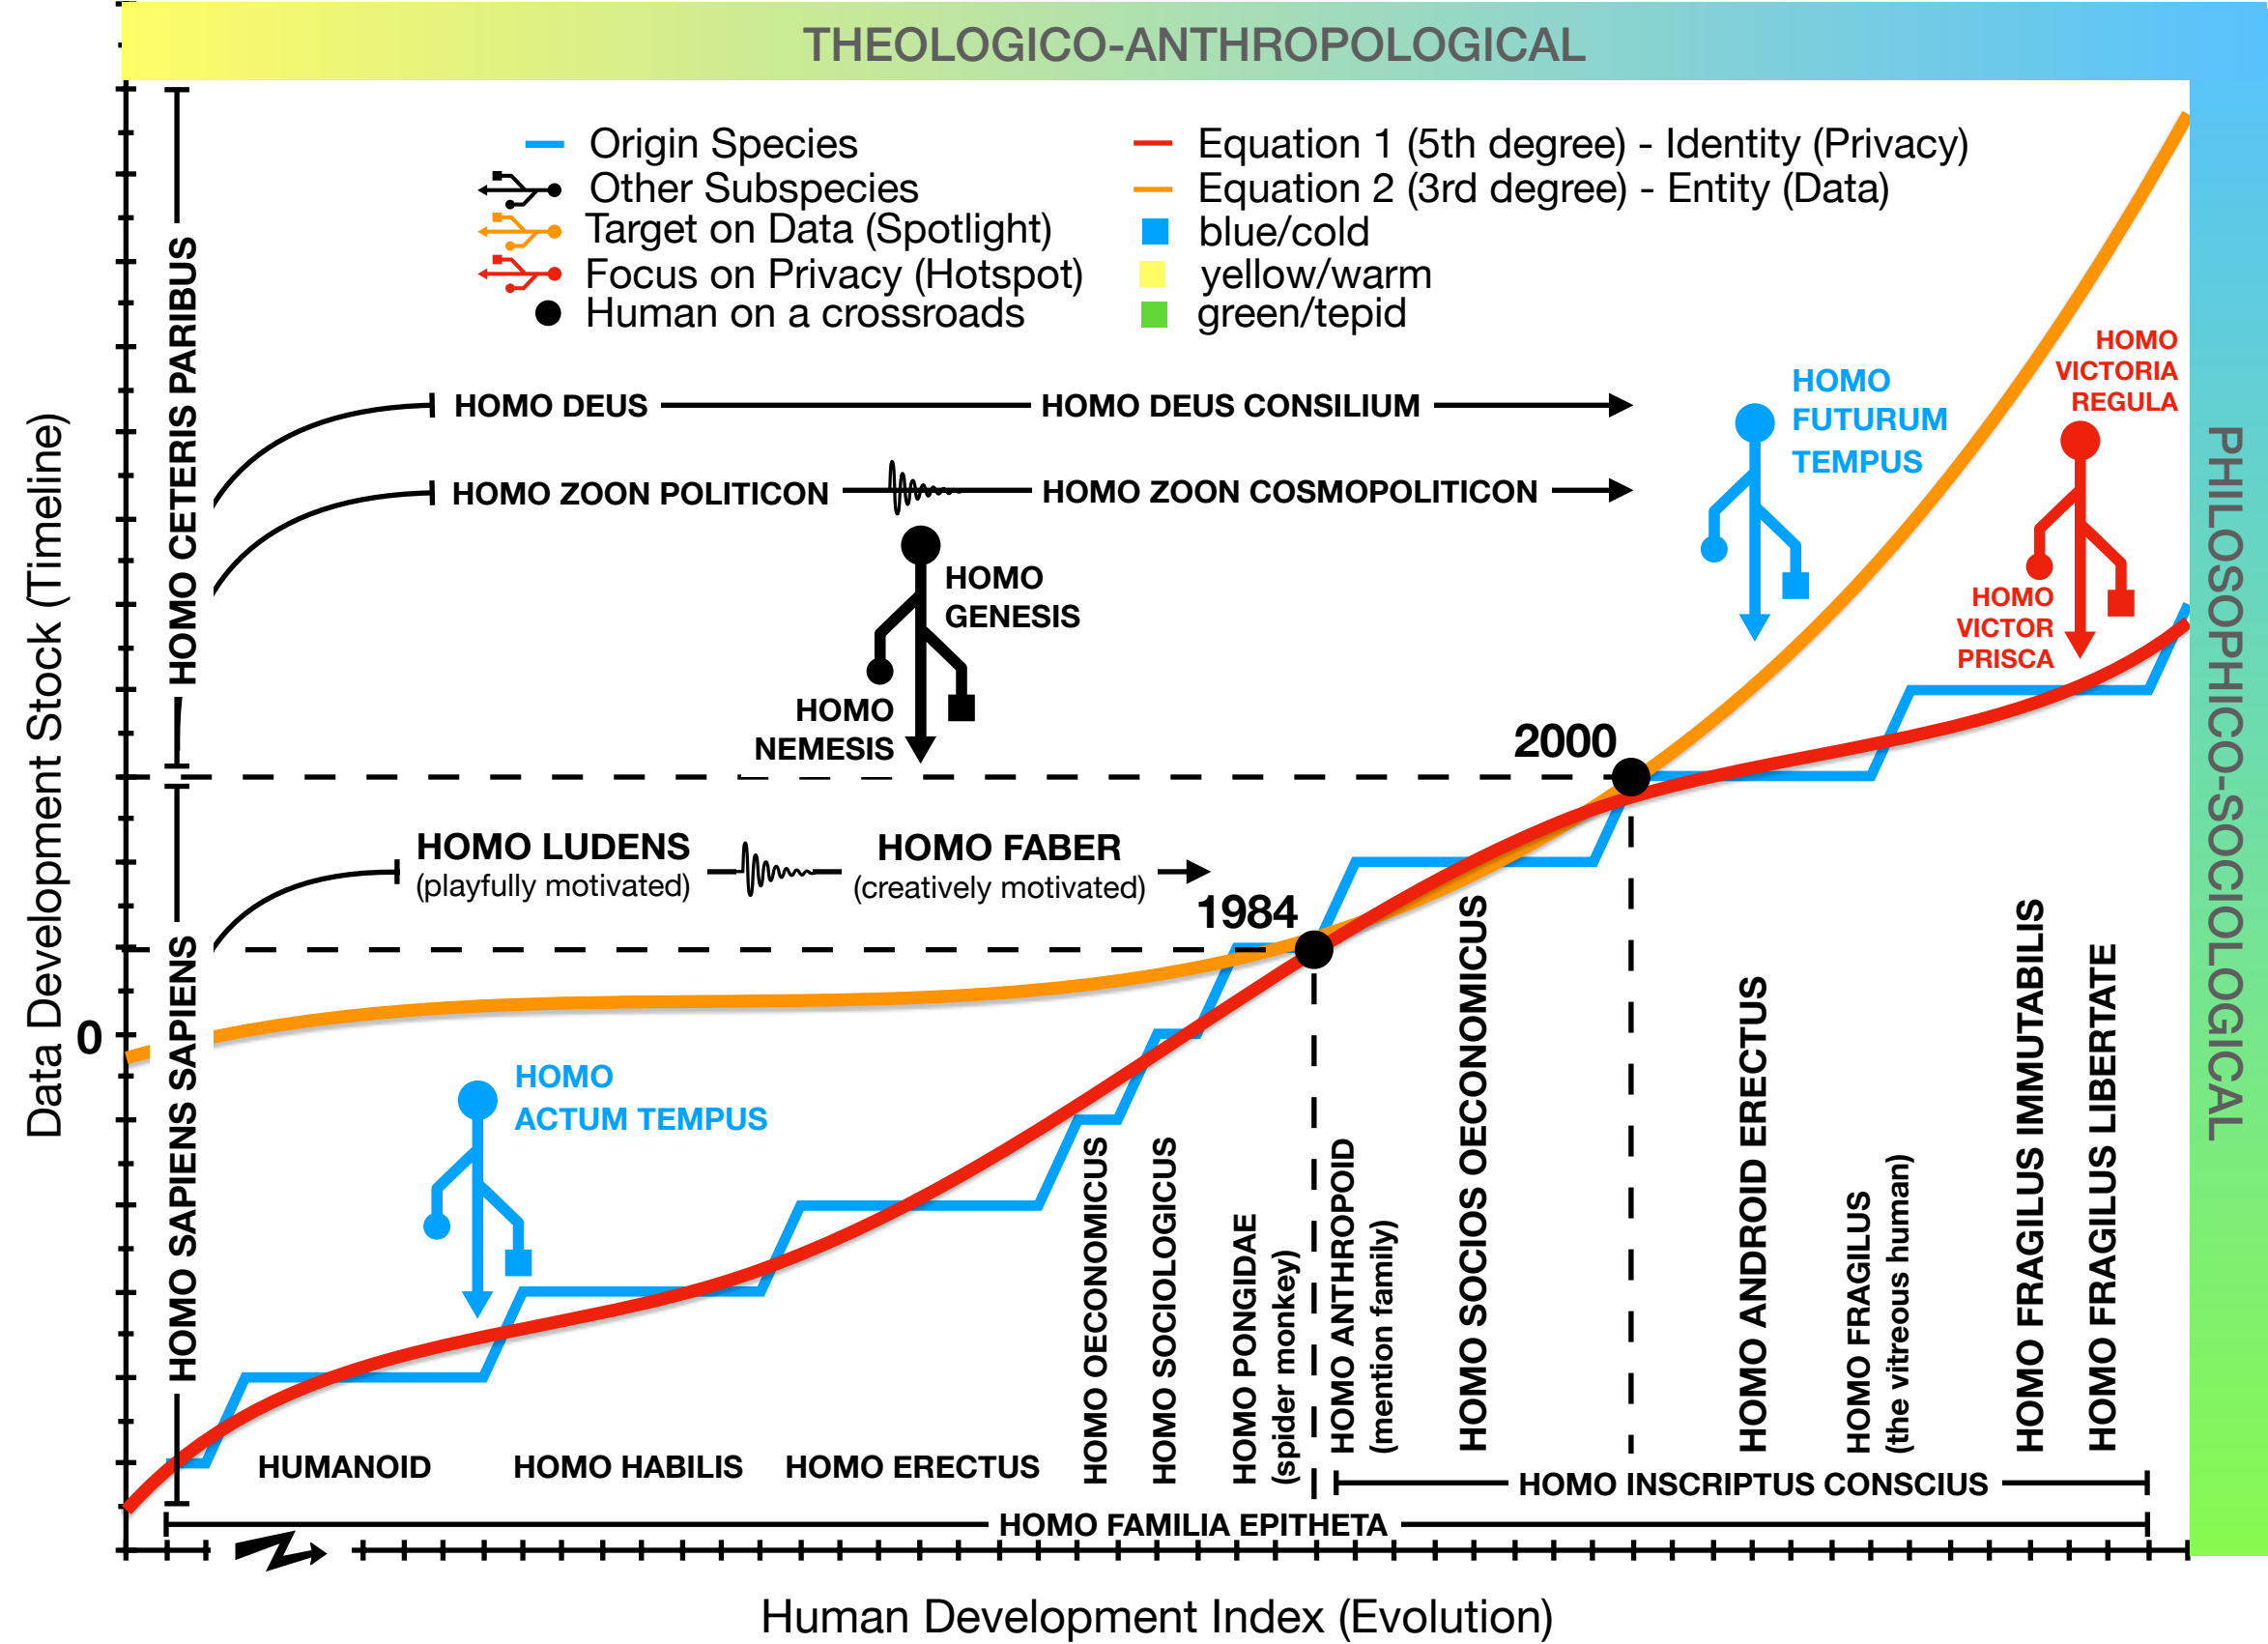 THEOLOGICO-ANTHROPOLOGICAL
Origin Species
Other Subspecies
Target on Data (Spotlight)
Focus on Privacy (Hotspot)
Human on a crossroads
Equation 1 (5th degree) - Identity (Privacy)
Equation 2 (3rd degree) - Entity (Data)
blue/cold
yellow/warm
green/tepid
Data Development Stock (Timeline)
0
HOMO CETERIS PARIBUS
HOMO SAPIENS SAPIENS
HOMO DEUS
HOMO DEUS CONSILIUM
HOMO ZOON POLITICON
HOMO ZOON COSMOPOLITICON
HOMO
GENESIS
HOMO
NEMESIS
HOMO
FUTURUM
TEMPUS
HOMO
VICTORIA
REGULA
HOMO
VICTOR
PRISCA
2000
HOMO LUDENS
(playfully motivated)
HOMO FABER
(creatively motivated)
1984
HOMO
ACTUM TEMPUS
HUMANOID
HOMO HABILIS
HOMO ERECTUS
HOMO OECONOMICUS
HOMO SOCIOLOGICUS
HOMO PONGIDAE
(spider monkey)
HOMO ANTHROPOID
(mention family)
HOMO SOCIOS OECONOMICUS
HOMO ANDROID ERECTUS
HOMO FRAGILUS
(the vitreous human)
HOMO FRAGILUS IMMUTABILIS
HOMO FRAGILUS LIBERTATE
HOMO INSCRIPTUS CONSCIUS
HOMO FAMILIA EPITHETA
Human Development Index (Evolution)
PHILOSOPHICO-SOCIOLOGICAL